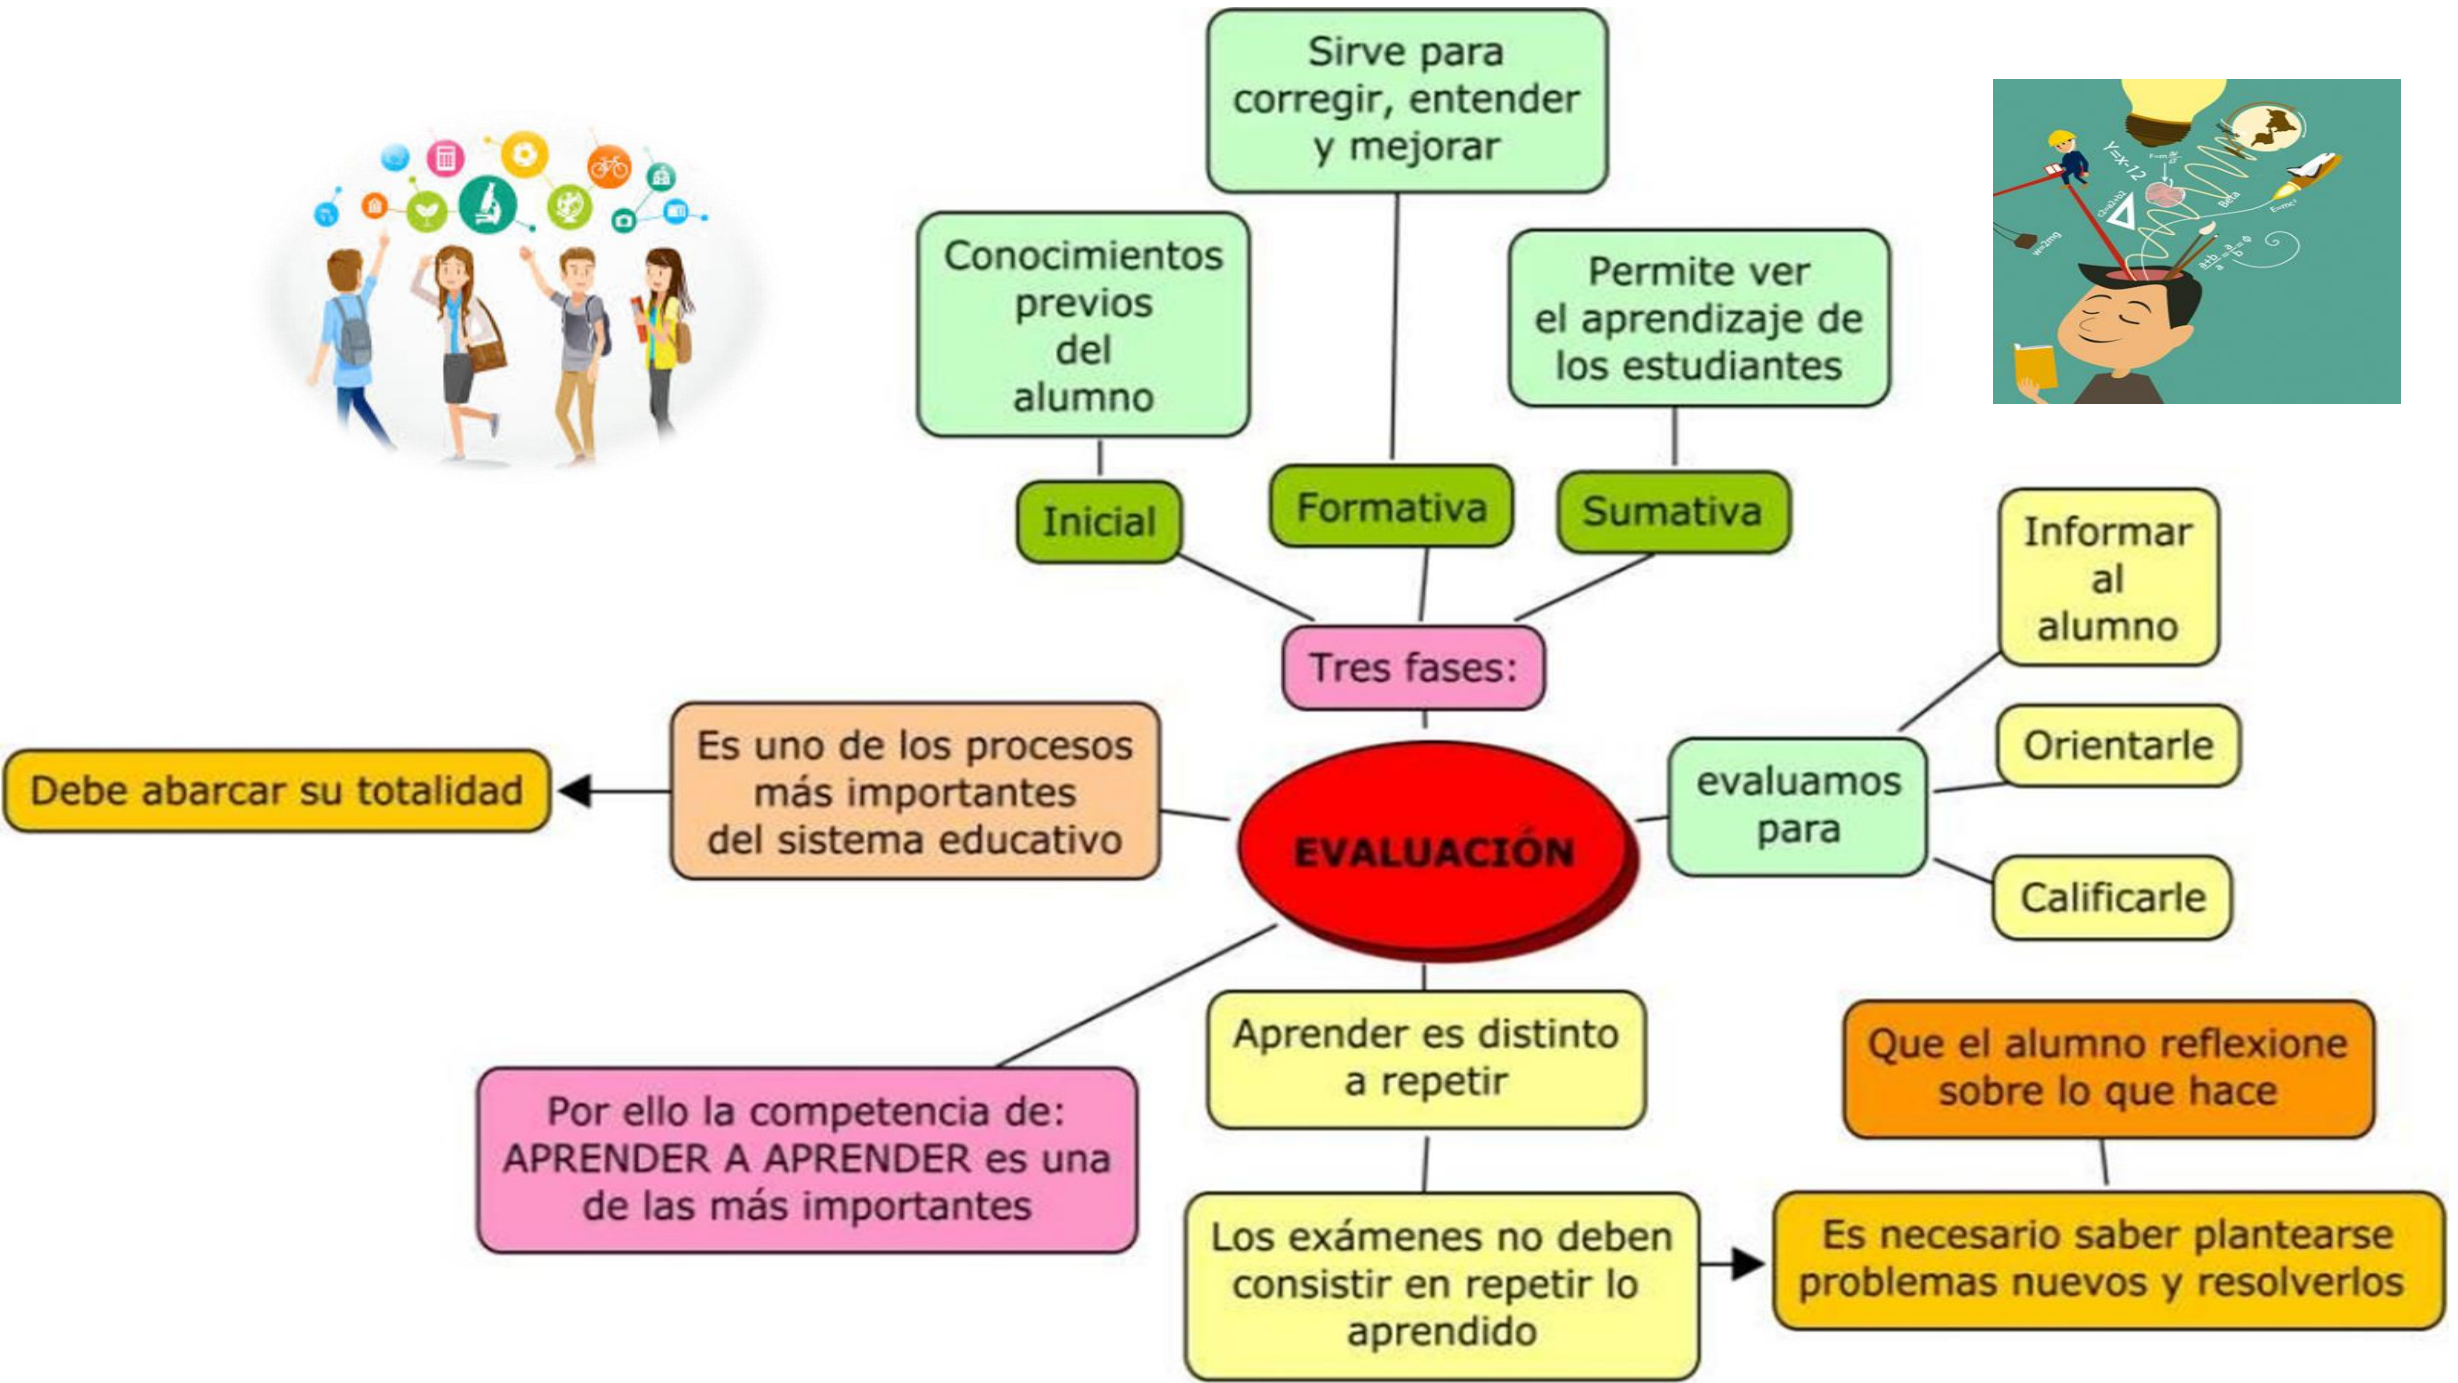 Sirve para
corregir, entender
y mejorar
Conocimientos
previos
del
alumno
Permite ver
el aprendizaje de
los estudiantes
Y=x-12
Beta
E=mc²
w=2mg
Inicial
Formativa
Sumativa
Informar
al
alumno
Tres fases:
Orientarle
Es uno de los procesos
más importantes
del sistema educativo
Debe abarcar su totalidad
evaluamos
para
EVALUACIÓN
Calificarle
Aprender es distinto
a repetir
Que el alumno reflexione
sobre lo que hace
Por ello la competencia de:
APRENDER A APRENDER es una
de las más importantes
Los exámenes no deben
consistir en repetir lo
aprendido
Es necesario saber plantearse
problemas nuevos y resolverlos